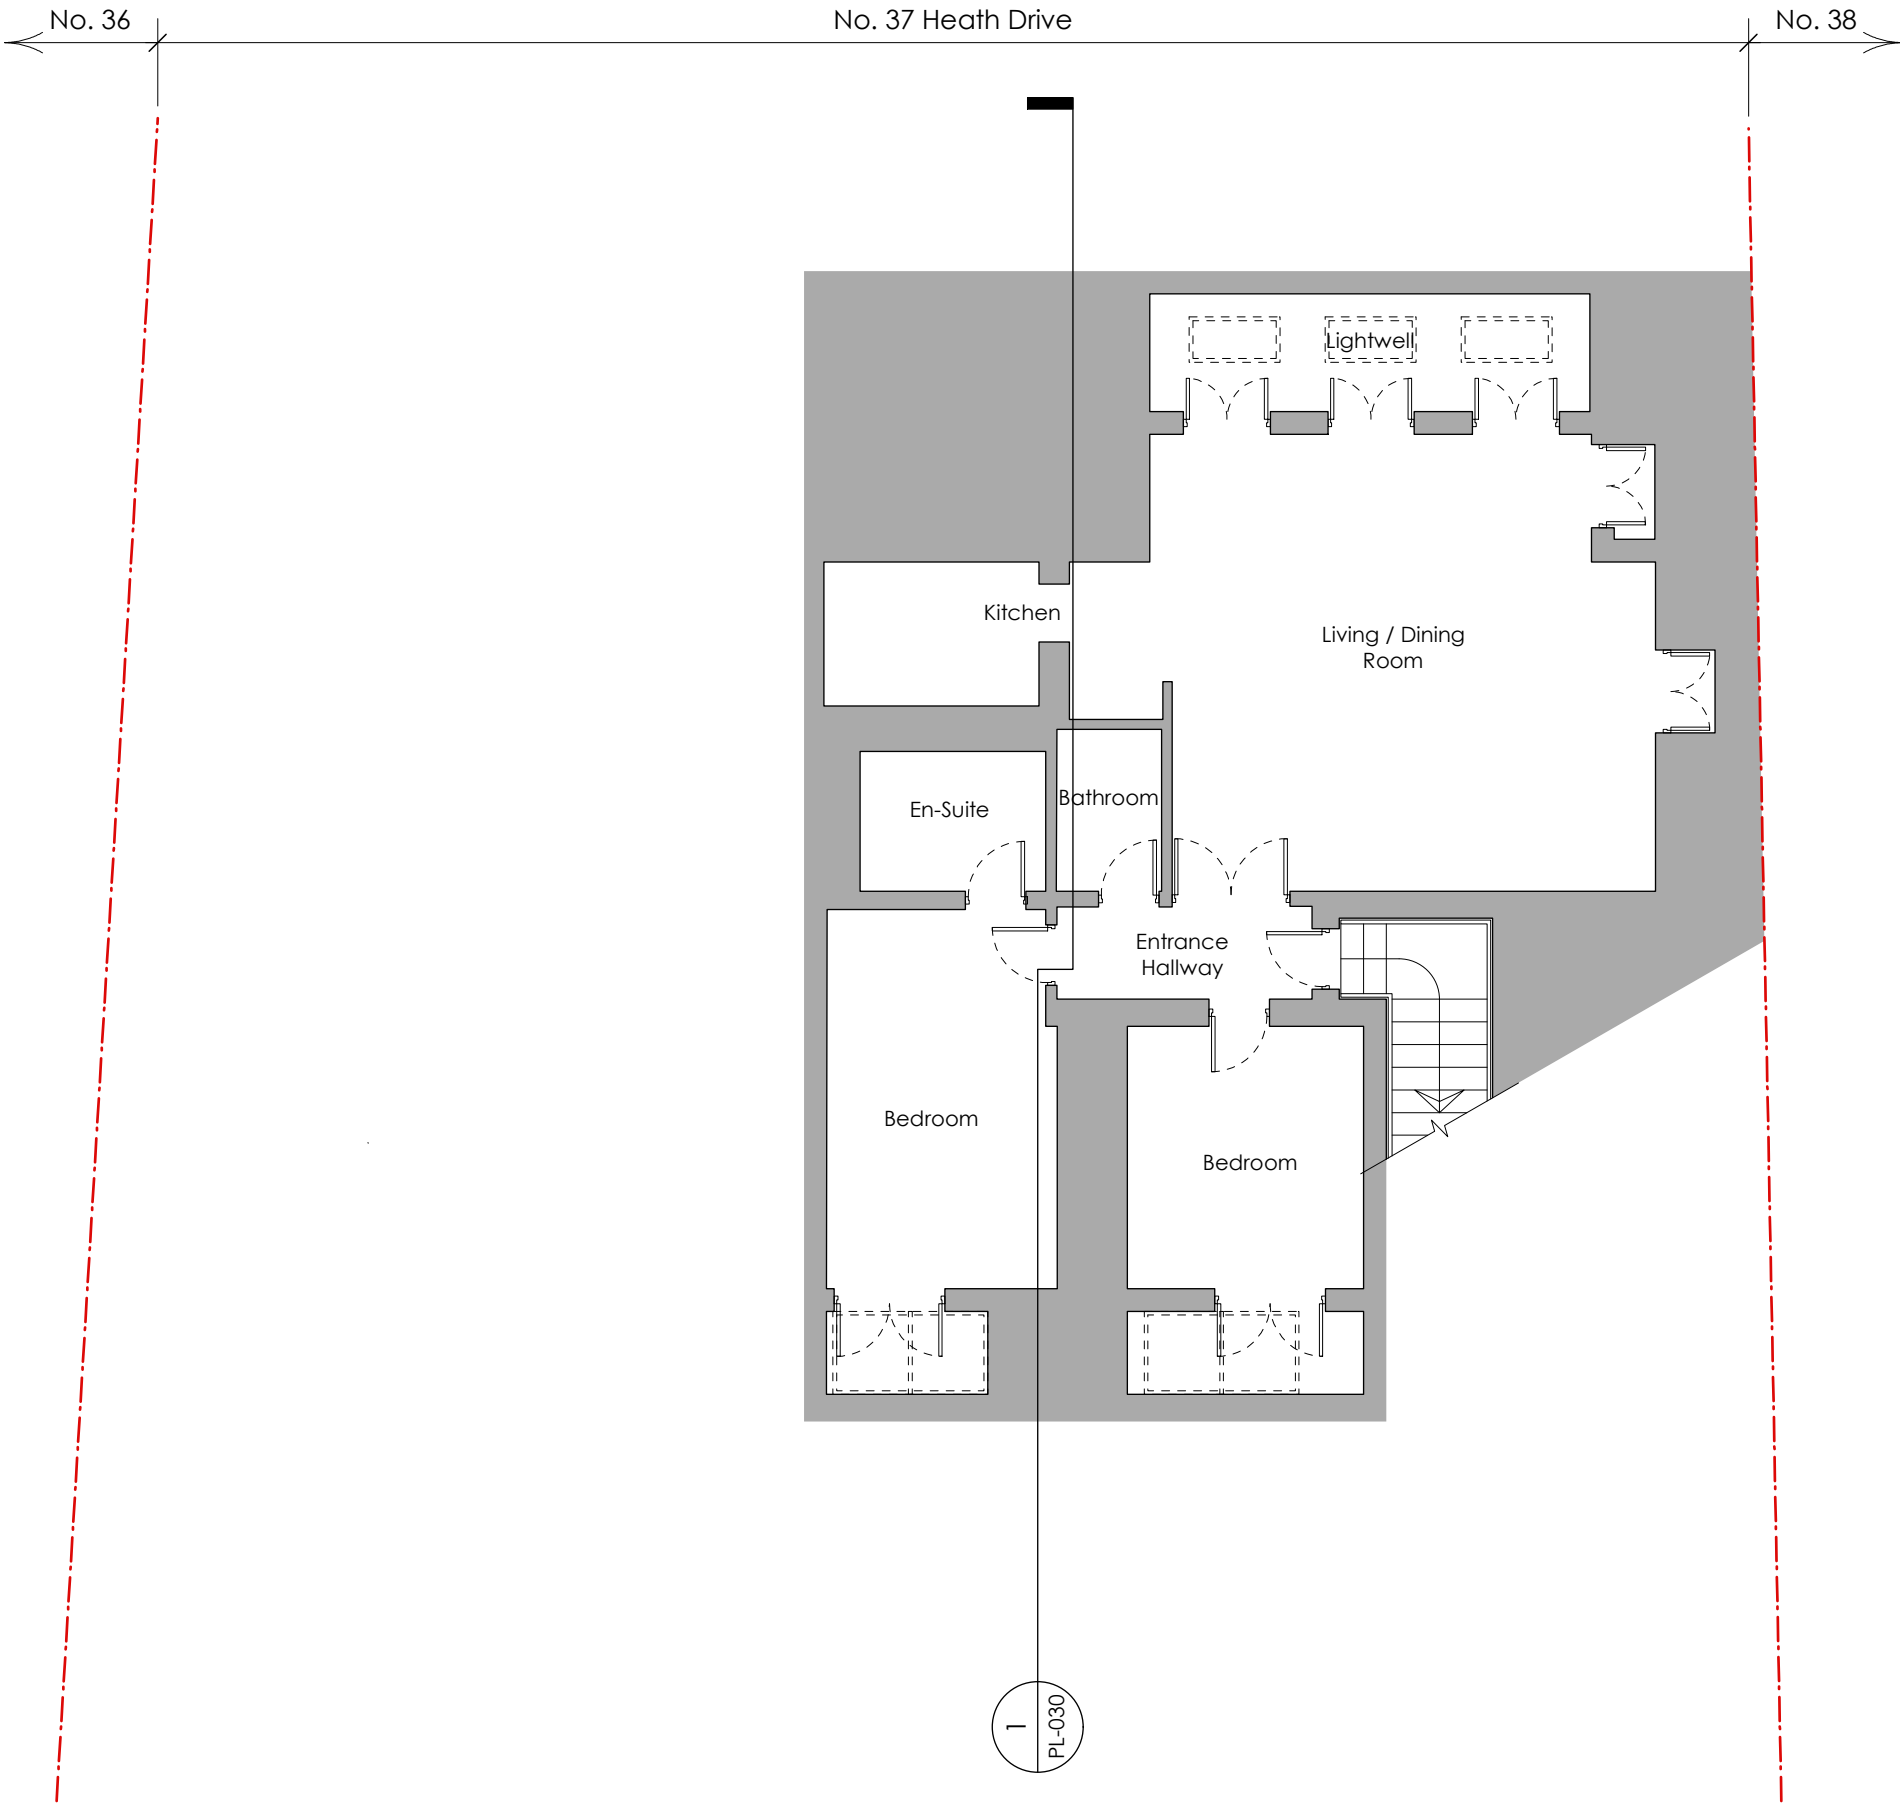 No. 36
No. 37 Heath Drive
No. 38
Lightwell
Kitchen
Living / Dining
Room
En-Suite
Bathroom
Entrance
Hallway
Bedroom
Bedroom
1
PL-030